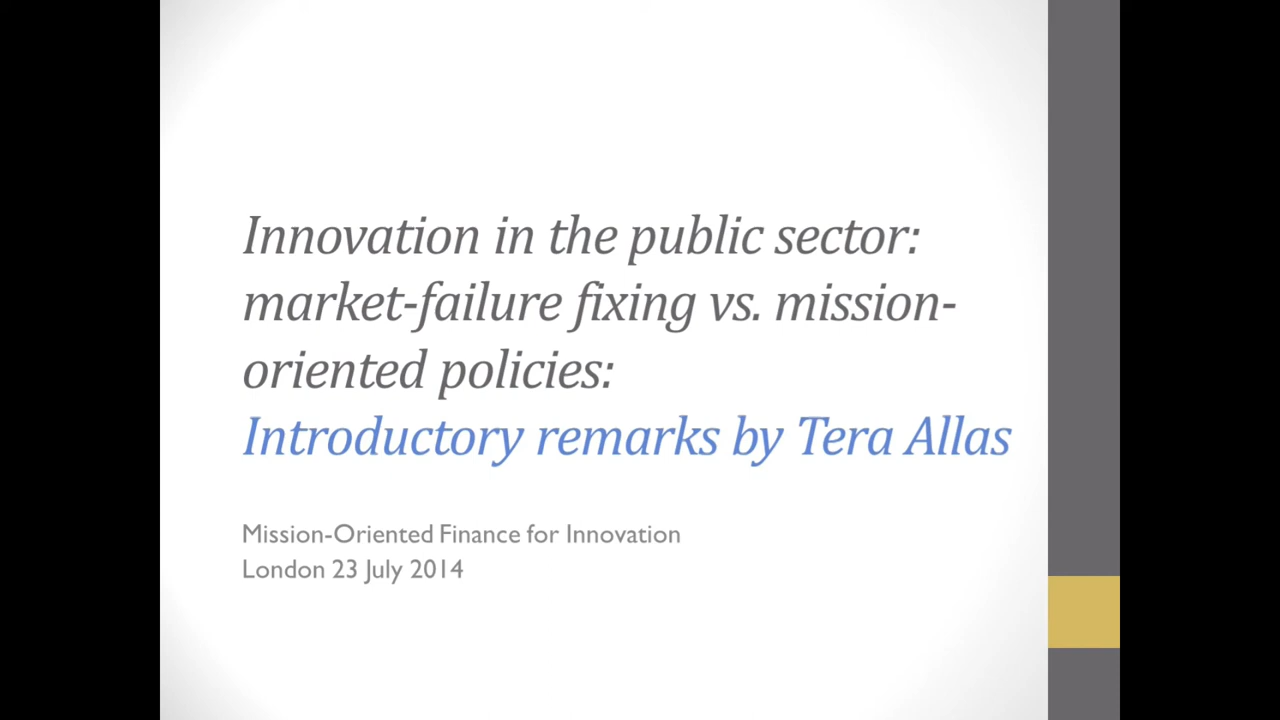 Innovation in the public sector:
market-failure fixing vs. mission-
oriented policies:
Introductory remarks by Tera Allas
Mission-Oriented Finance for Innovation
London 23 July 2014